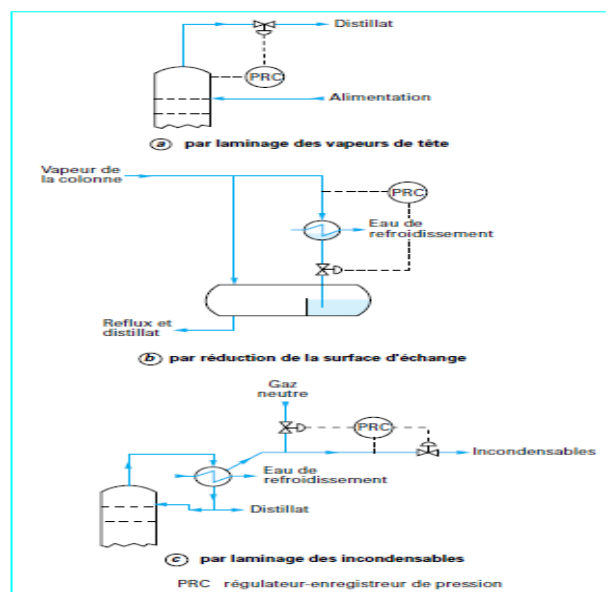 Distillat
PRC
Alimentation
a par laminage des vapeurs de tête
Vapeur de
la colonne
PRC
Eau de
refroidissement
Reflux et
distillat
b par réduction de la surface d'échange
Gaz
neutre
PRC
Incondensables
Eau de
refroidissement
Distillat
c par laminage des incondensables
PRC régulateur-enregistreur de pression